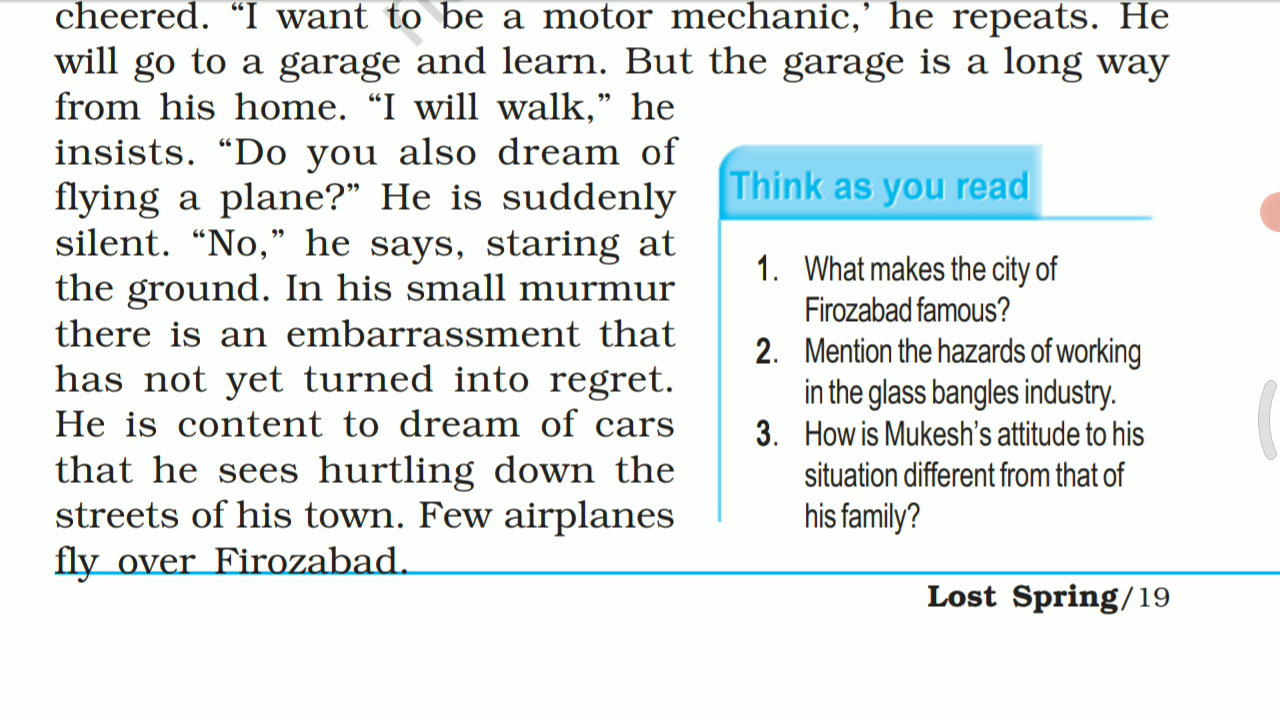 cheered. “I want to be a motor mechanic,’ he repeats. He
will go to a garage and learn. But the garage is a long way
from his home. “I will walk,” he
insists. “Do you also dream of
flying a plane?” He is suddenly
silent. “No,” he says, staring at
the ground. In his small murmur
there is an embarrassment that
has not yet turned into regret.
He is content to dream of cars
that he sees hurtling down the
streets of his town. Few airplanes
fly over Firozabad.
Think as you read
1. What makes the city of
Firozabad famous?
2. Mention the hazards of working
in the glass bangles industry.
3. How is Mukesh’s attitude to his
situation different from that of
his family?
Lost Spring/19